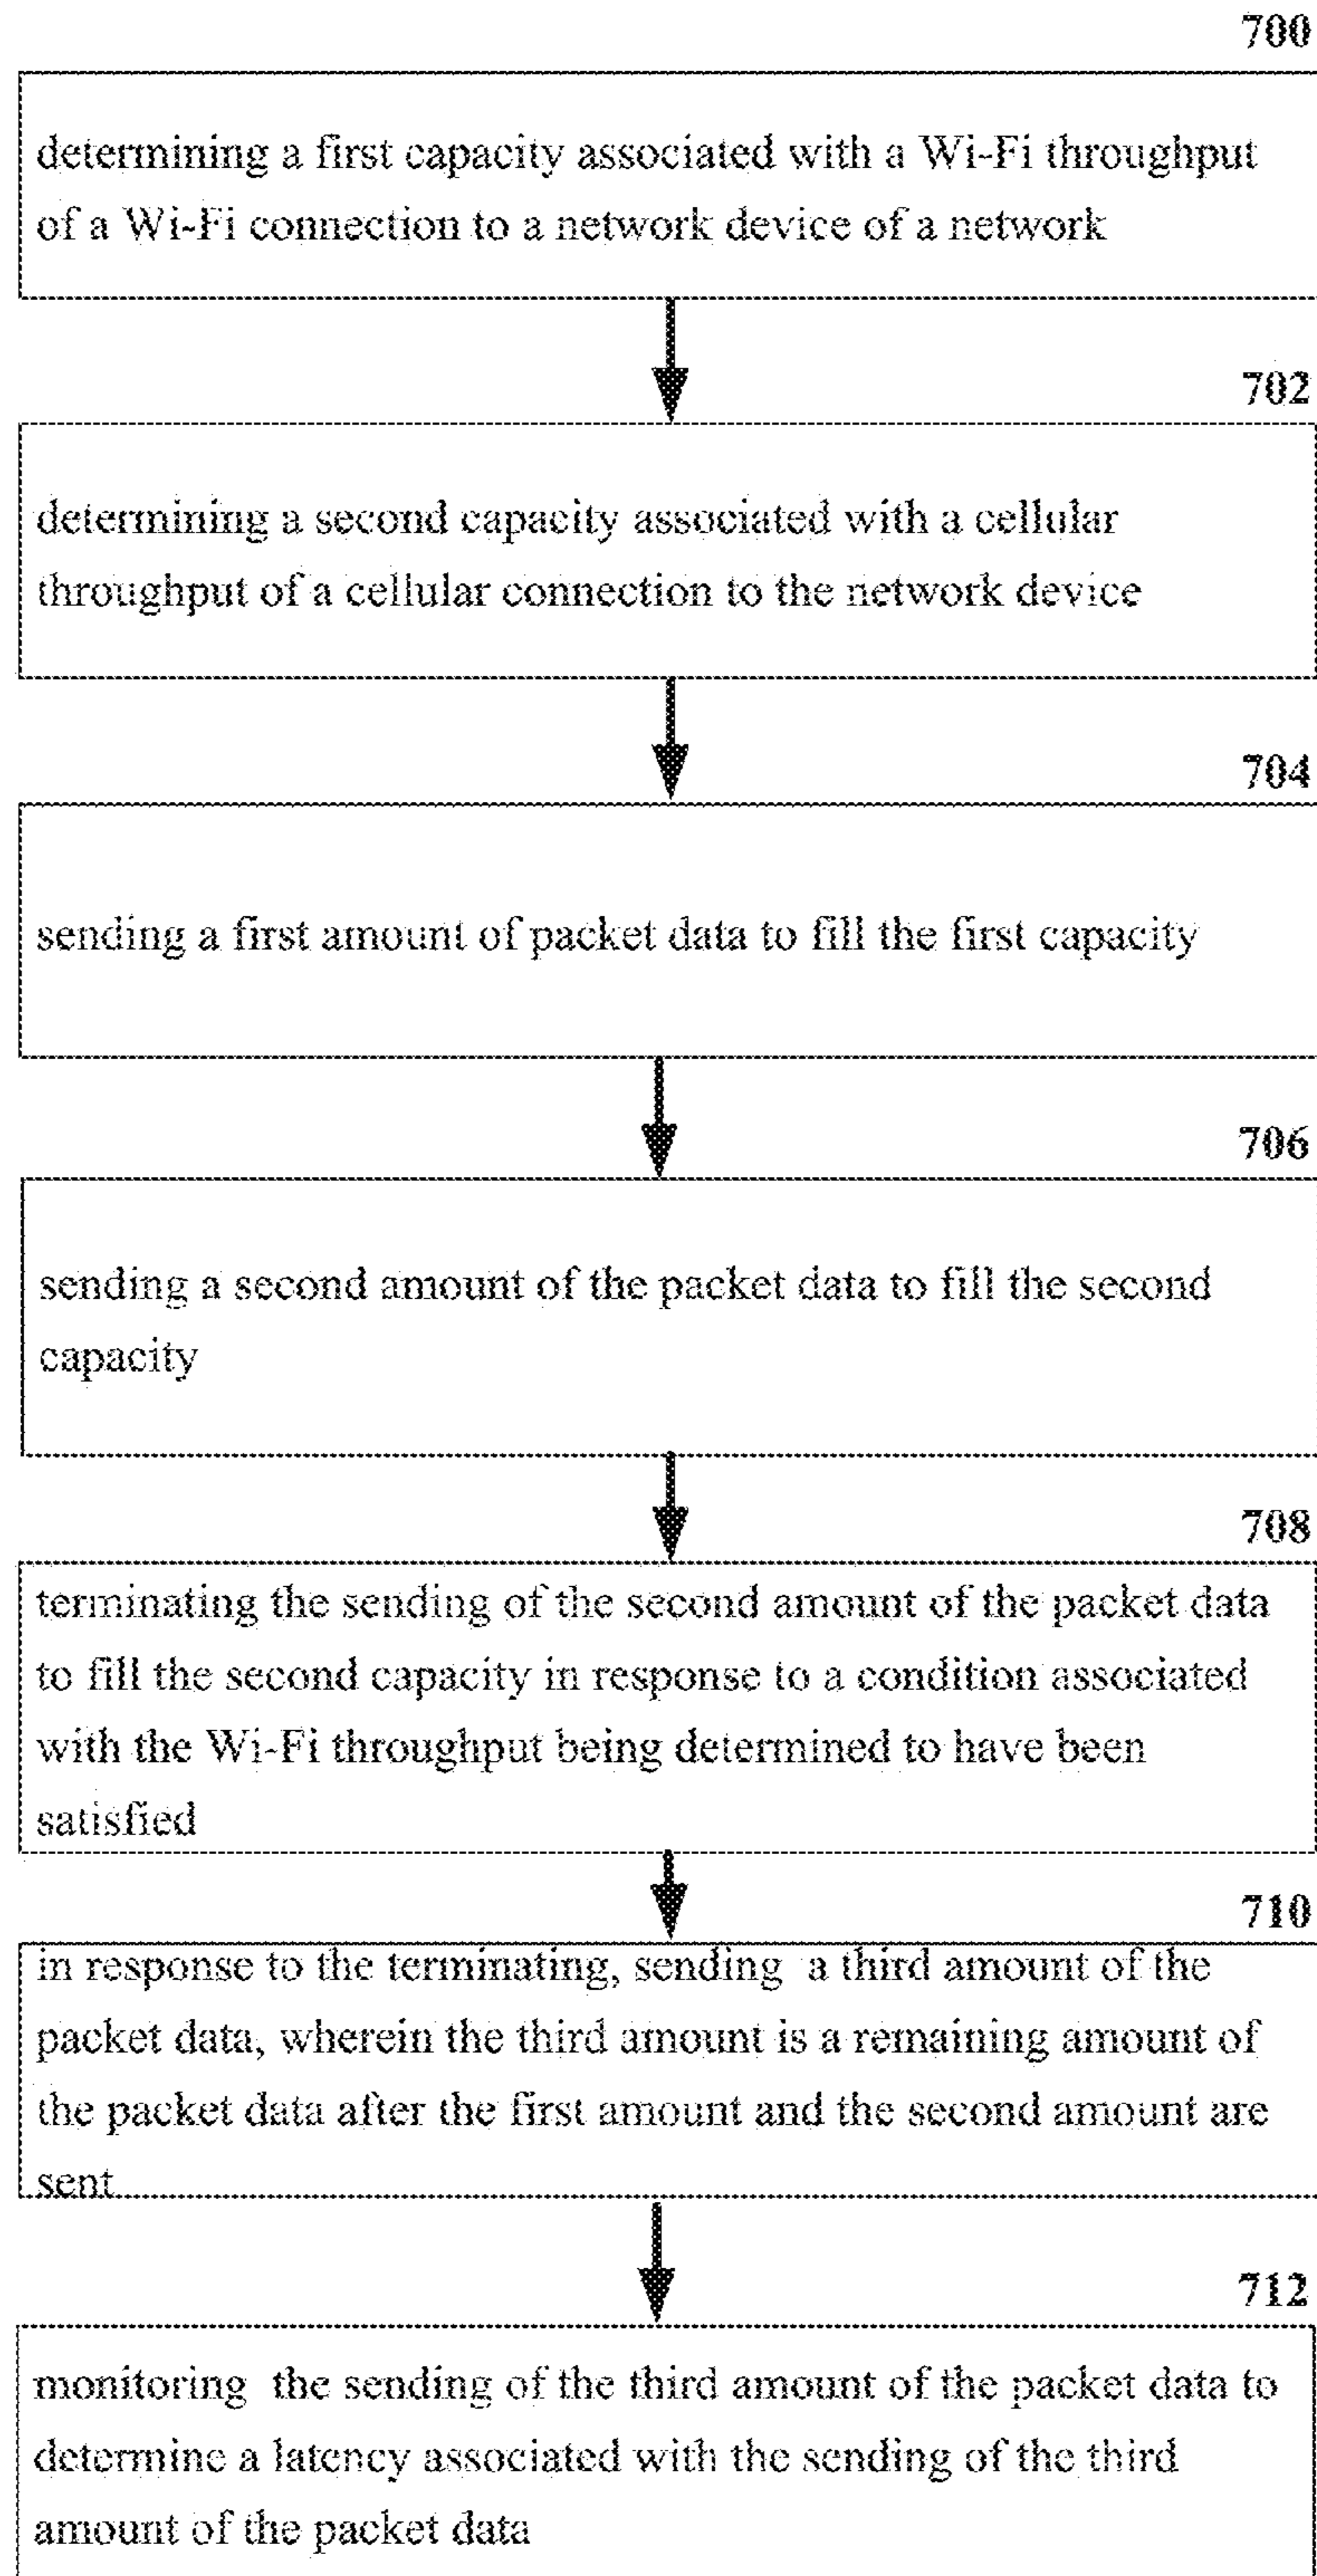 700
determining a first capacity associated with a Wi-Fi throughput
of a Wi-Fi connection to a network device of a network
702
determining a second capacity associated with a cellular
throughput of a cellular connection to the network device
704
sending a first amount of packet data to fill the first capacity
706
sending a second amount of the packet data to fill the second
capacity
708
terminating the sending of the second amount of the packet data
to fill the second capacity in response to a condition associated
with the Wi-Fi throughput being determined to have been
satisfied
710
in response to the terminating, sending a third amount of the
packet data, wherein the third amount is a remaining amount of
the packet data after the first amount and the second amount are
sent
712
monitoring the sending of the third amount of the packet data to
determine a latency associated with the sending of the third
amount of the packet data